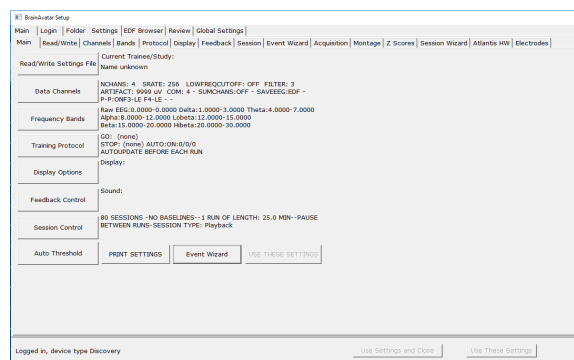 BrainAvatar Setup
Main Login Folder Settings EDF Browser Review Global Settings
Main Read/Write Channels Bands Protocol Display Feedback Session Event Wizard Acquisition Montage Z Scores Session Wizard Atlantis HW Electrodes
Read/Write Settings File
Current Trainee/Study:
Name unknown
Data Channels
NCHANS: 4 SRATE: 256 LOWFREQCUTOFF: OFF FILTER: 3
ARTIFACT: 9999 uV COM: 4 - SUMCHANS:OFF - SAVEEEG:EDF -
P-P:ONF3-LE F4-LE - -
Frequency Bands
Raw EEG:0.0000-0.0000 Delta:1.0000-3.0000 Theta:4.0000-7.0000
Alpha:8.0000-12.0000 Lobeta:12.0000-15.0000
Beta:15.0000-20.0000 Hibeta:20.0000-30.0000
Training Protocol
GO: (none)
STOP: (none) AUTO:ON:0/0/0
AUTOUPDATE BEFORE EACH RUN
Display Options
Display:
Feedback Control
Sound:
Session Control
80 SESSIONS -NO BASELINES--1 RUN OF LENGTH: 25.0 MIN--PAUSE
BETWEEN RUNS-SESSION TYPE: Playback
Auto Threshold PRINT SETTINGS Event Wizard USE THESE SETTINGS
Logged in, device type Discovery Use Settings and Close Use These Settings